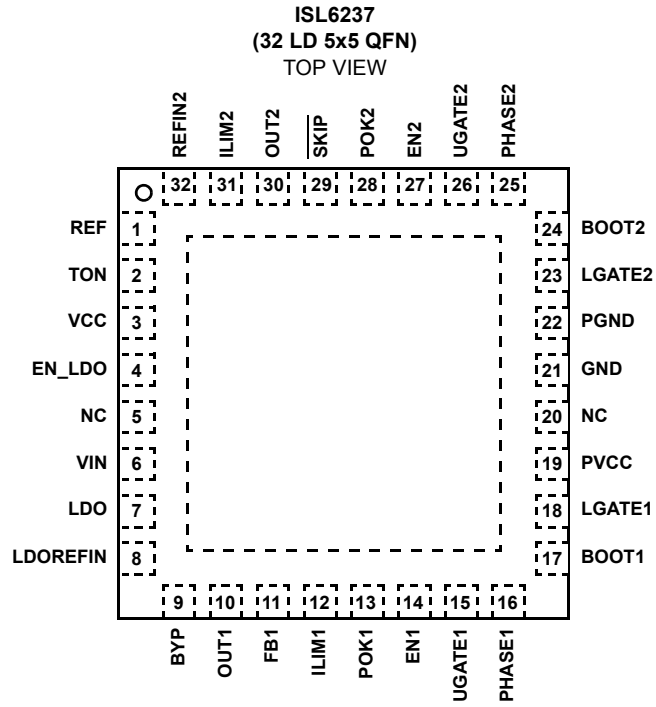 ISL6237
(32 LD 5x5 QFN)
TOP VIEW
REFIN2
ILIM2
OUT2
SKIP
POK2
EN2
UGATE2
PHASE2
32 31 30 29 28 27 26 25
REF 1
TON 2
VCC 3
EN_LDO 4
NC 5
VIN 6
LDO 7
LDOREFIN 8
24 BOOT2
23 LGATE2
22 PGND
21 GND
20 NC
19 PVCC
18 LGATE1
17 BOOT1
9 10 11 12 13 14 15 16
BYP
OUT1
FB1
ILIM1
POK1
EN1
UGATE1
PHASE1